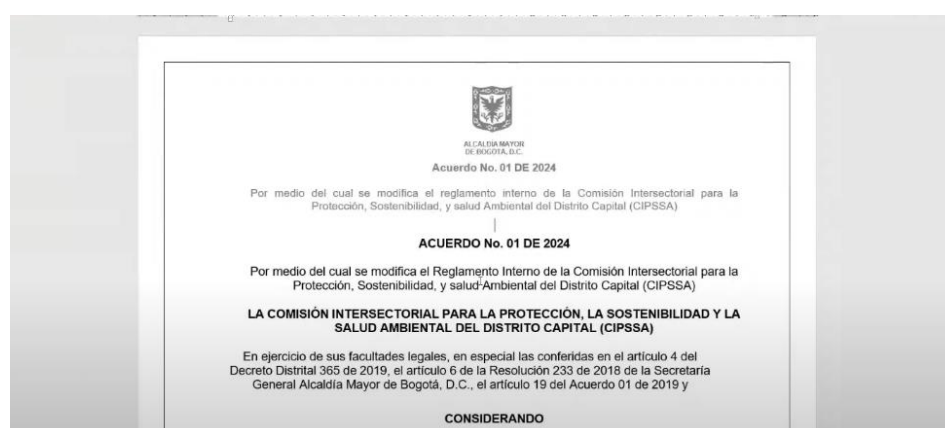 ALCALDIA MAYOR
DE BOGOTÁ, D.C.
Acuerdo No. 01 DE 2024
Por medio del cual se modifica el reglamento interno de la Comisión Intersectorial para la
Protección, Sostenibilidad, y salud Ambiental del Distrito Capital (CIPSSA)
ACUERDO No. 01 DE 2024
Por medio del cual se modifica el Reglamento Interno de la Comisión Intersectorial para la
Protección, Sostenibilidad, y salud Ambiental del Distrito Capital (CIPSSA)
LA COMISIÓN INTERSECTORIAL PARA LA PROTECCIÓN, LA SOSTENIBILIDAD Y LA
SALUD AMBIENTAL DEL DISTRITO CAPITAL (CIPSSA)
En ejercicio de sus facultades legales, en especial las conferidas en el artículo 4 del
Decreto Distrital 365 de 2019, el artículo 6 de la Resolución 233 de 2018 de la Secretaría
General Alcaldía Mayor de Bogotá, D.C., el artículo 19 del Acuerdo 01 de 2019 y
CONSIDERANDO